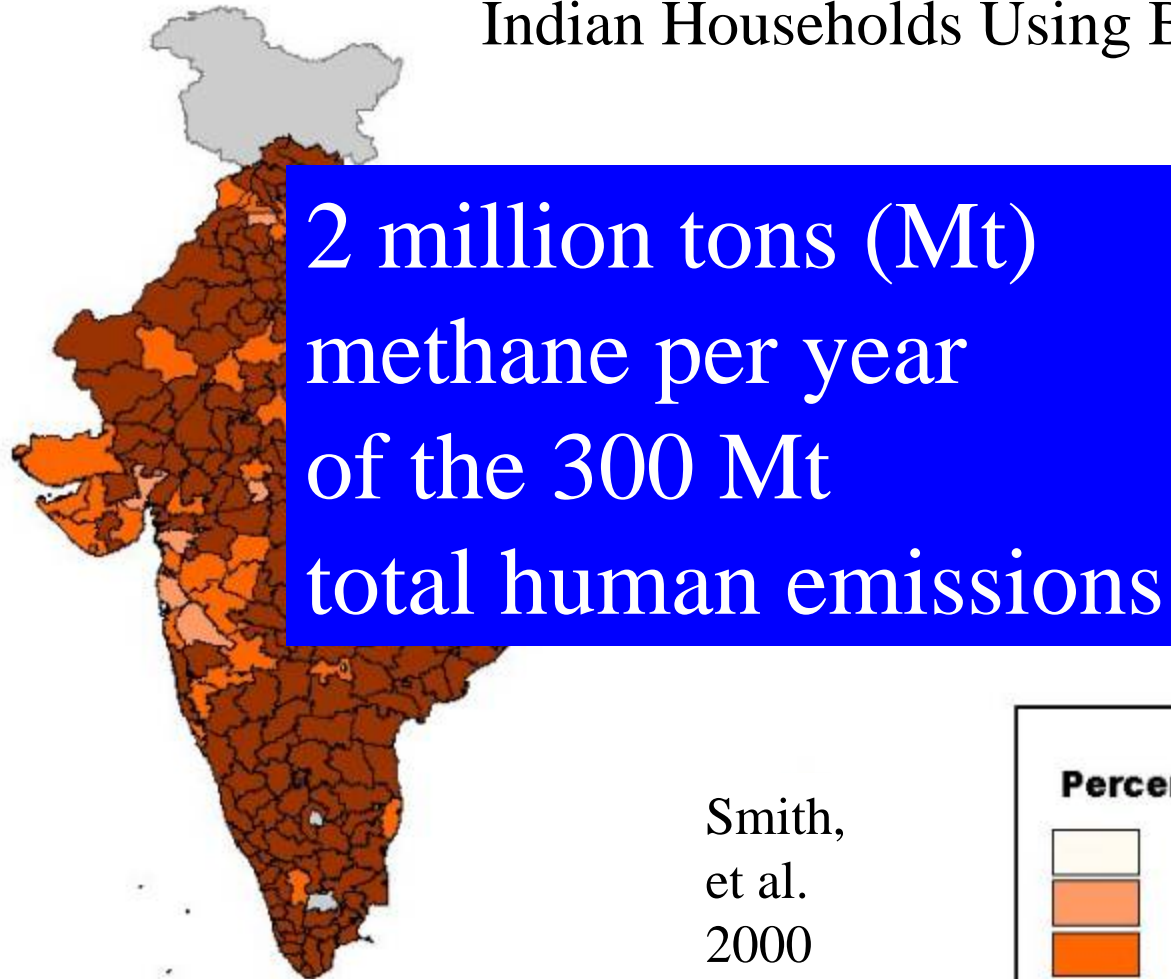 Indian Households Using
2 million tons (Mt)
methane per year
of the 300 Mt
total human emissions
Smith,
et al.
2000